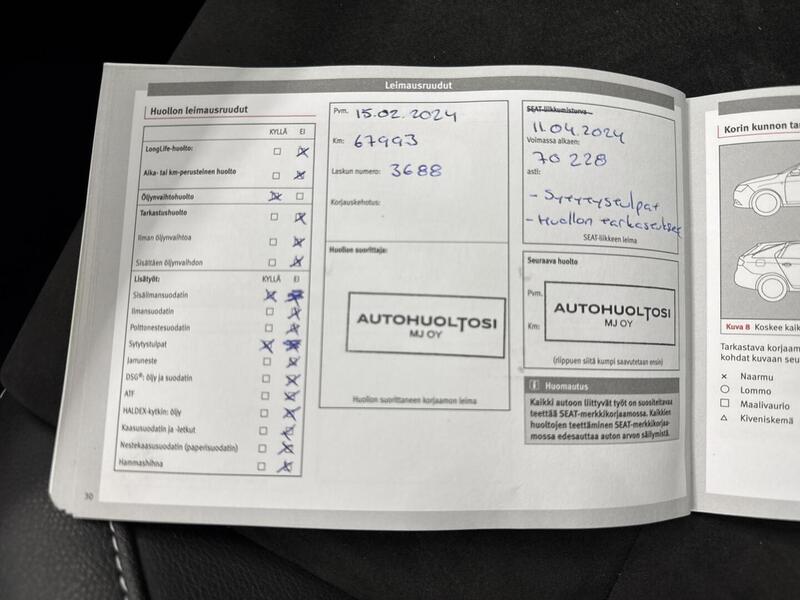 Leimausruudut
Huollon leimausruudut
KYLLÄ EI
LongLife-huolto:
Aika- tai km-perusteinen huolto
Öljynvaihtohuolto
Tarkastushuolto
Ilman öljynvaihtoa
Sisältäen öljynvaihdon
Lisätyöt: KYLLÄ EI
Sisäilmansuodatin
Ilmansuodatin
Polttonestesuodatin
Sytytystulpat
Jarruneste
DSG®: öljy ja suodatin
ATF
HALDEX-kytkin: öljy
Kaasusuodatin ja -letkut
Nestekaasusuodatin (paperisuodatin)
Hammashihna
30
Pvm. 15.02.2024
Km: 67993
Laskun numero: 3688
Korjauskehotus:
Huollon suorittaja:
AUTOHUOLTOSI
MJ OY
Huollon suorittaneen korjaamon leima
SEAT-liikkumisturva
11.04.2024
Voimassa alkaen:
70 228
asti:
- Sytytystulpat
- Huollon tarkastukset
SEAT-liikkeen leima
Seuraava huolto
Pvm.
Km:
AUTOHUOLTOSI
MJ OY
(riippuen siitä kumpi saavutetaan ensin)
Huomautus
Kaikki autoon liittyvät työt on suositeltavaa
teettää SEAT-merkkikorjaamossa. Kaikkien
huoltojen teettäminen SEAT-merkkikorjaa-
mossa edesauttaa auton arvon säilymistä.
Korin kunnon tar
Kuva 8 Koskee kaik
Tarkastava korjaam
kohdat kuvaan seu
Naarmu
Lommo
Maalivaurio
Kiveniskemä